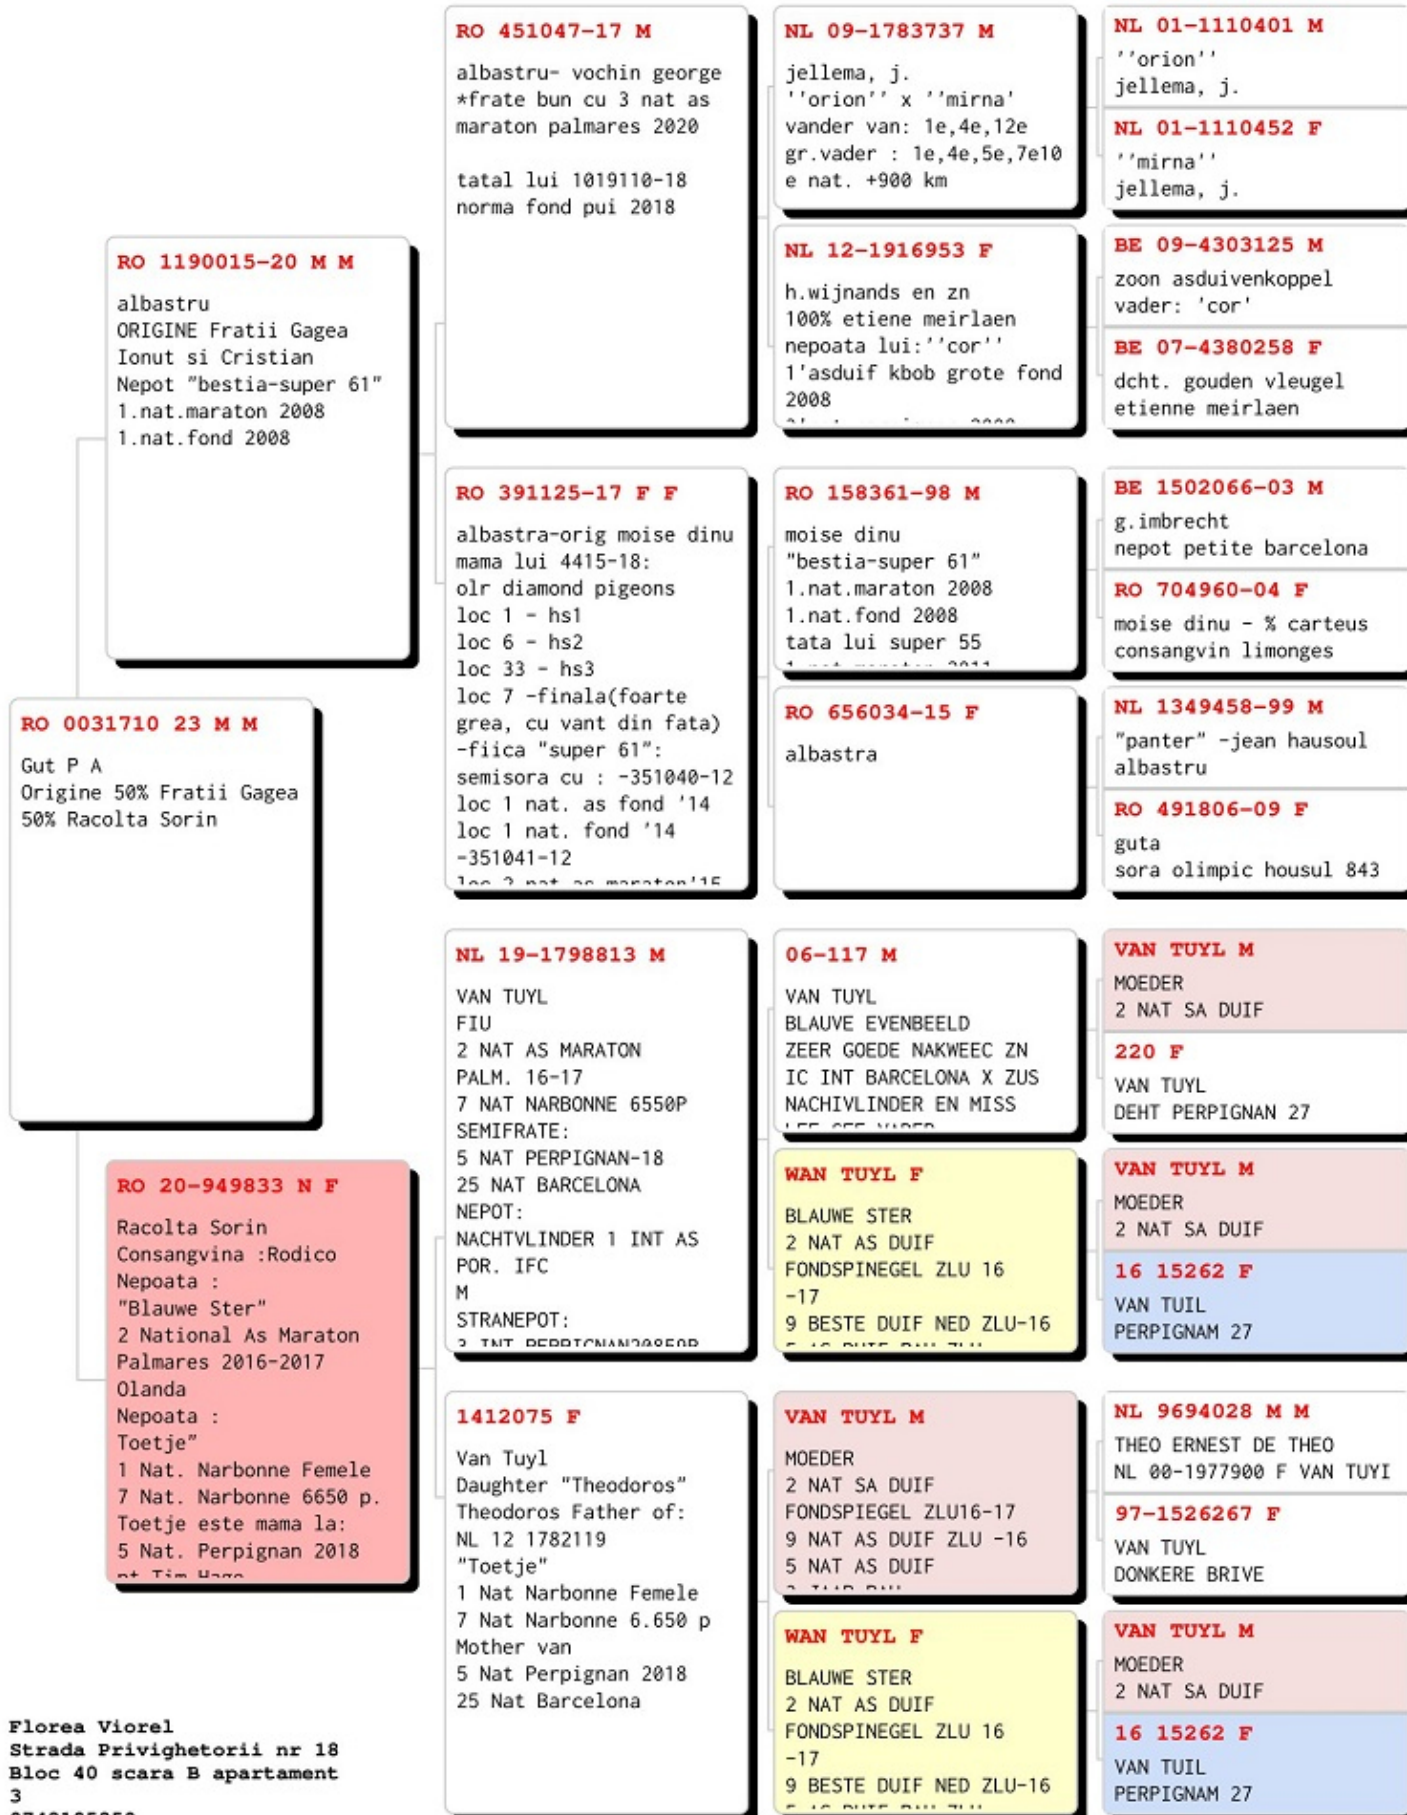 RO 0031710 23 M M
Gut P A
Origine 50% Fratii Gagea
50% Racolta Sorin
RO 1190015-20 M M
albastru
ORIGINE Fratii Gagea
Ionut si Cristian
Nepot "bestia-super 61"
1.nat.maraton 2008
1.nat.fond 2008
RO 20-949833 N F
Racolta Sorin
Consangvina :Rodico
Nepoata :
"Blauwe Ster"
2 National As Maraton
Palmares 2016-2017
Olanda
Nepoata :
Toetje"
1 Nat. Narbonne Femele
7 Nat. Narbonne 6650 p.
Toetje este mama la:
5 Nat. Perpignan 2018
RO 451047-17 M
albastru- vochin george
*frate bun cu 3 nat as
maraton palmares 2020
tatal lui 1019110-18
norma fond pui 2018
RO 391125-17 F F
albastra-orig moise dinu
mama lui 4415-18:
olr diamond pigeons
loc 1 - hs1
loc 6 - hs2
loc 33 - hs3
loc 7 -finala(foarte
grea, cu vant din fata)
-fiica "super 61":
semisora cu : -351040-12
loc 1 nat. as fond '14
loc 1 nat. fond '14
-351041-12
NL 19-1798813 M
VAN TUYL
FIU
2 NAT AS MARATON
PALM. 16-17
7 NAT NARBONNE 6550P
SEMIFRATE:
5 NAT PERPIGNAN-18
25 NAT BARCELONA
NEPOT:
NACHTVLINDER 1 INT AS
POR. IFC
M
STRANEPOT:
1412075 F
Van Tuyl
Daughter "Theodoros"
Theodoros Father of:
NL 12 1782119
"Toetje"
1 Nat Narbonne Femele
7 Nat Narbonne 6.650 p
Mother van
5 Nat Perpignan 2018
25 Nat Barcelona
NL 09-1783737 M
jellema, j.
''orion'' x ''mirna'
vander van: 1e,4e,12e
gr.vader : 1e,4e,5e,7e10
e nat. +900 km
NL 12-1916953 F
h.wijnands en zn
100% etiene meirlaen
nepoata lui:''cor''
1'asduif kbob grote fond
2008
RO 158361-98 M
moise dinu
"bestia-super 61"
1.nat.maraton 2008
1.nat.fond 2008
tata lui super 55
RO 656034-15 F
albastra
06-117 M
VAN TUYL
BLAUVE EVENBEELD
ZEER GOEDE NAKWEEC ZN
IC INT BARCELONA X ZUS
NACHIVLINDER EN MISS
WAN TUYL F
BLAUWE STER
2 NAT AS DUIF
FONDSPINEGEL ZLU 16
-17
9 BESTE DUIF NED ZLU-16
VAN TUYL M
MOEDER
2 NAT SA DUIF
FONDSPIEGEL ZLU16-17
9 NAT AS DUIF ZLU -16
5 NAT AS DUIF
WAN TUYL F
BLAUWE STER
2 NAT AS DUIF
FONDSPINEGEL ZLU 16
-17
9 BESTE DUIF NED ZLU-16
NL 01-1110401 M
''orion''
jellema, j.
NL 01-1110452 F
''mirna''
jellema, j.
BE 09-4303125 M
zoon asduivenkoppel
vader: 'cor'
BE 07-4380258 F
dcht. gouden vleugel
etienne meirlaen
BE 1502066-03 M
g.imbrecht
nepot petite barcelona
RO 704960-04 F
moise dinu - % carteus
consangvin limonges
NL 1349458-99 M
"panter" -jean hausoul
albastru
RO 491806-09 F
guta
sora olimpic housul 843
VAN TUYL M
MOEDER
2 NAT SA DUIF
220 F
VAN TUYL
DEHT PERPIGNAN 27
VAN TUYL M
MOEDER
2 NAT SA DUIF
16 15262 F
VAN TUIL
PERPIGNAM 27
NL 9694028 M M
THEO ERNEST DE THEO
NL 00-1977900 F VAN TUYI
97-1526267 F
VAN TUYL
DONKERE BRIVE
VAN TUYL M
MOEDER
2 NAT SA DUIF
16 15262 F
VAN TUIL
PERPIGNAM 27
Florea Viorel
Strada Privighetorii nr 18
Bloc 40 scara B apartament
3